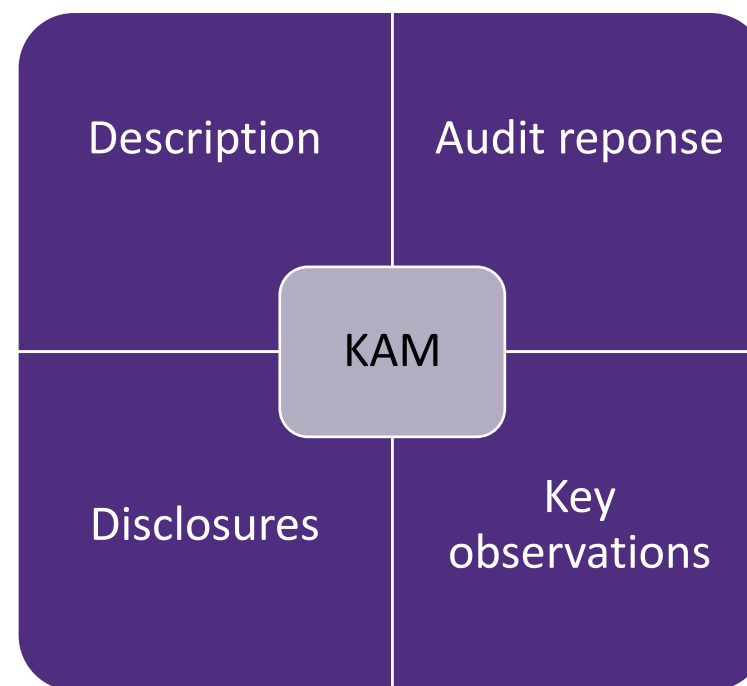 Description
Audit reponse
KAM
Disclosures
Key
observations